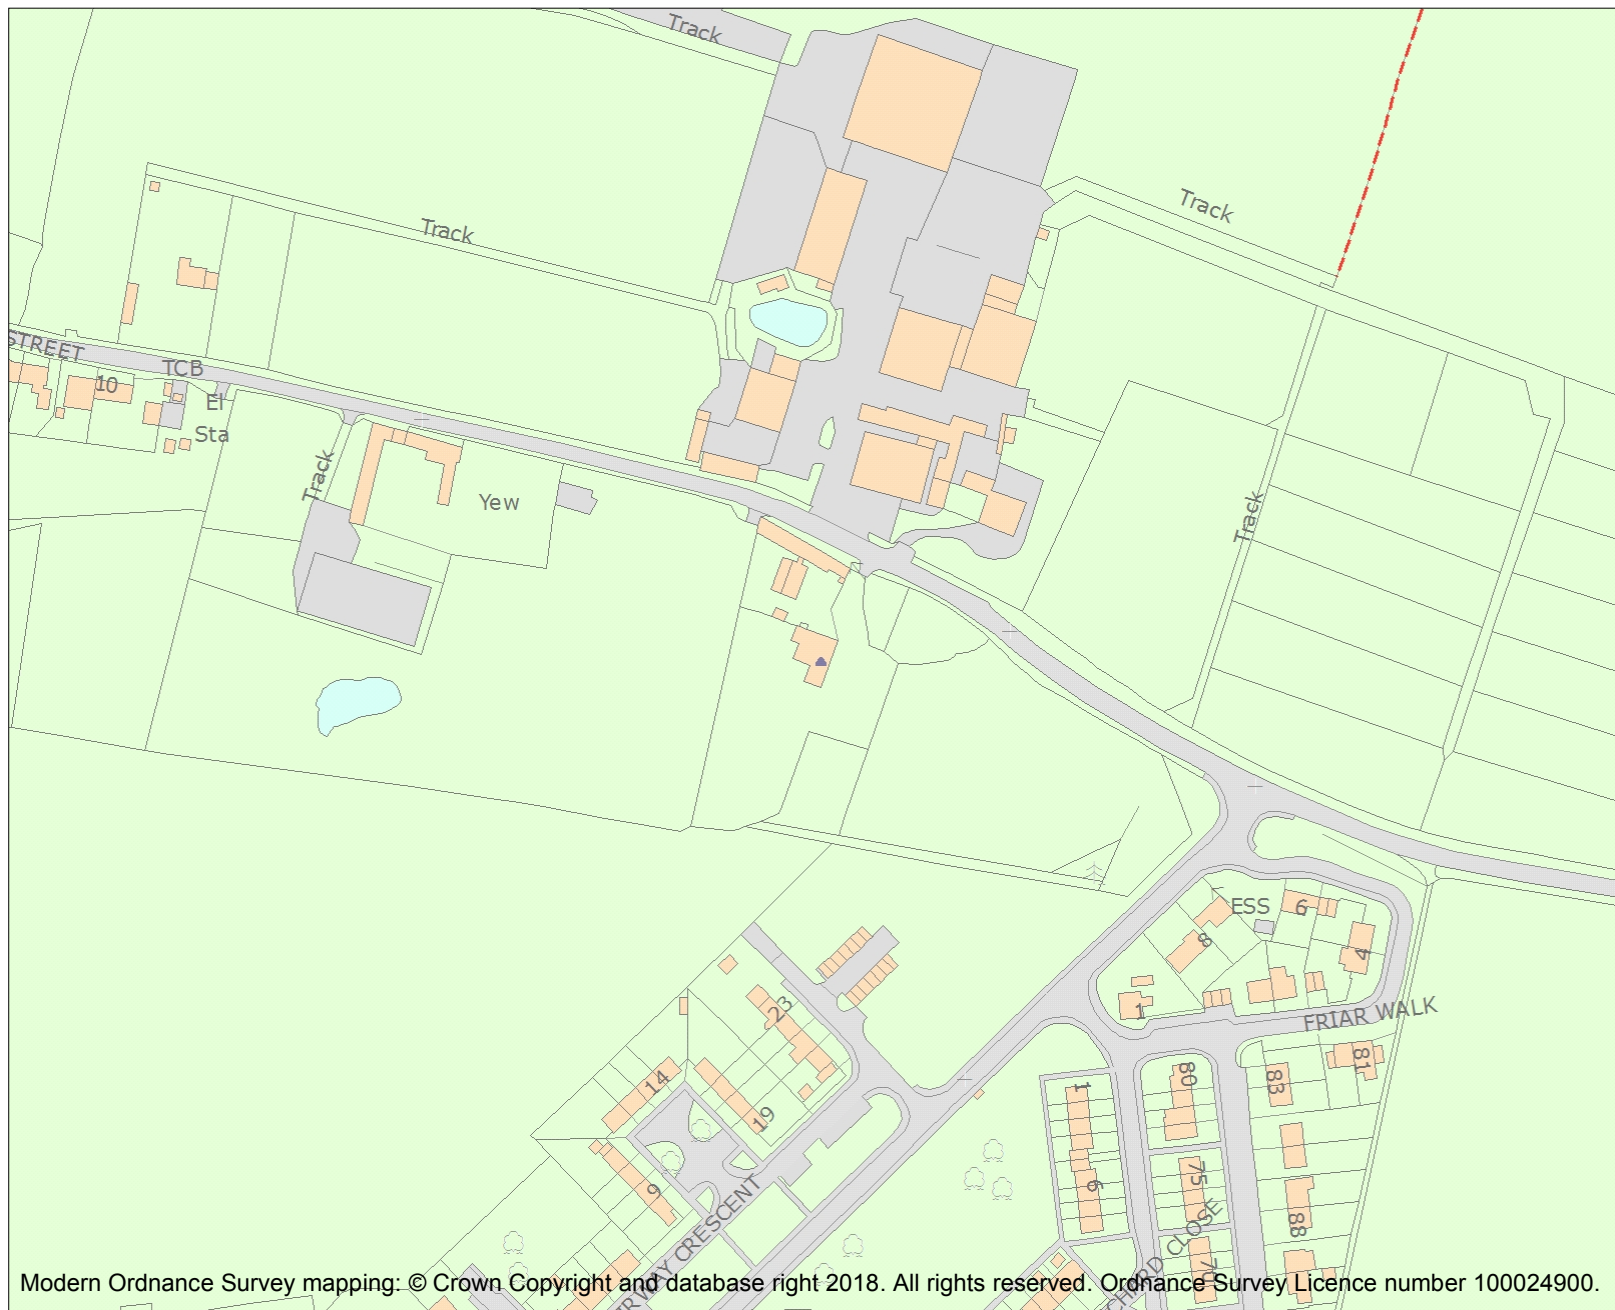 Track
Track
Track
STREET
TCB
10
El
Sta
Track
Yew
Track
ESS
6
8
4
1
FRIAR WALK
23
14
19
9
1
80
83
81
6
75
88
70
Modern Ordnance Survey mapping: © Crown Copyright and database right 2018. All rights reserved. Ordnance Survey Licence number 100024900.
CRESCENT
CLOSE